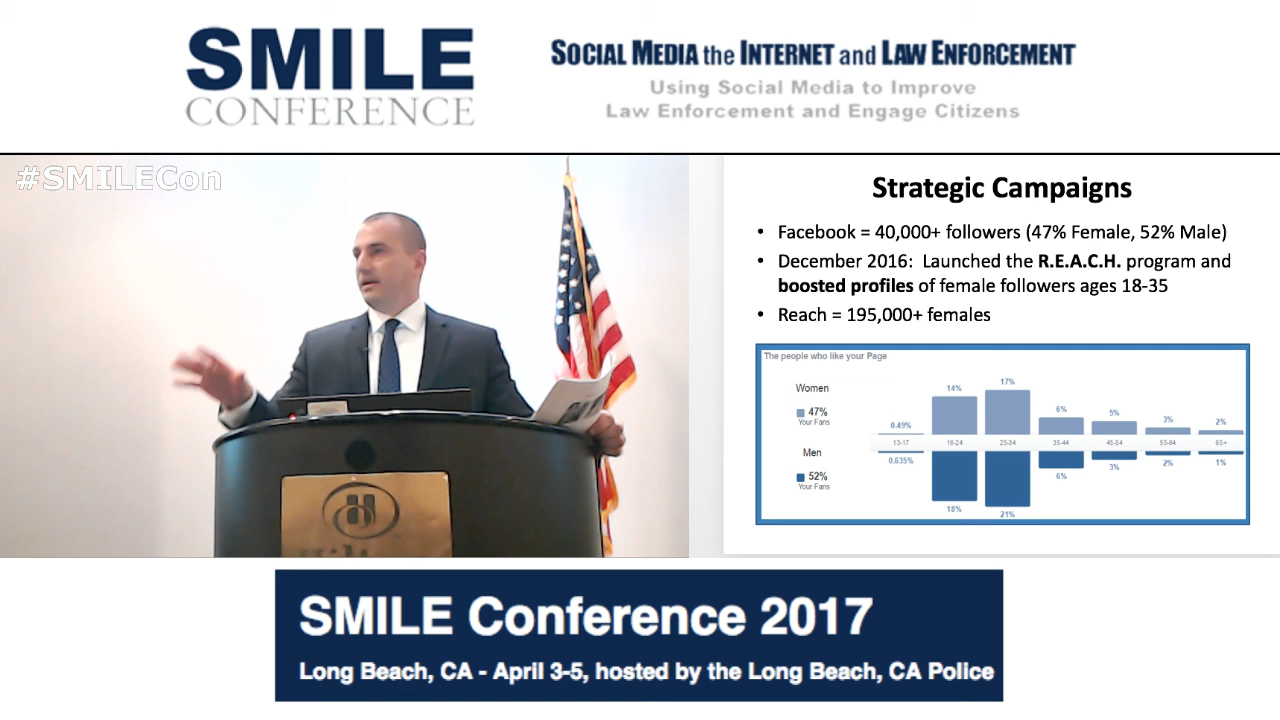 SMILE
CONFERENCE
SOCIAL MEDIA the INTERNET and LAW ENFORCEMENT
Using Social Media to Improve
Law Enforcement and Engage Citizens
#SMILECon
Hilton
Strategic Campaigns
• Facebook = 40,000+ followers (47% Female, 52% Male)
• December 2016: Launched the R.E.A.C.H. program and
boosted profiles of female followers ages 18-35
• Reach = 195,000+ females
The people who like your Page
Women
47%
Your Fans
Men
52%
Your Fans
0.49% 14% 17% 6% 5% 3% 2%
13-17 18-24 25-34 35-44 45-54 55-64 65+
0.635% 18% 21% 6% 3% 2% 1%
SMILE Conference 2017
Long Beach, CA - April 3-5, hosted by the Long Beach, CA Police